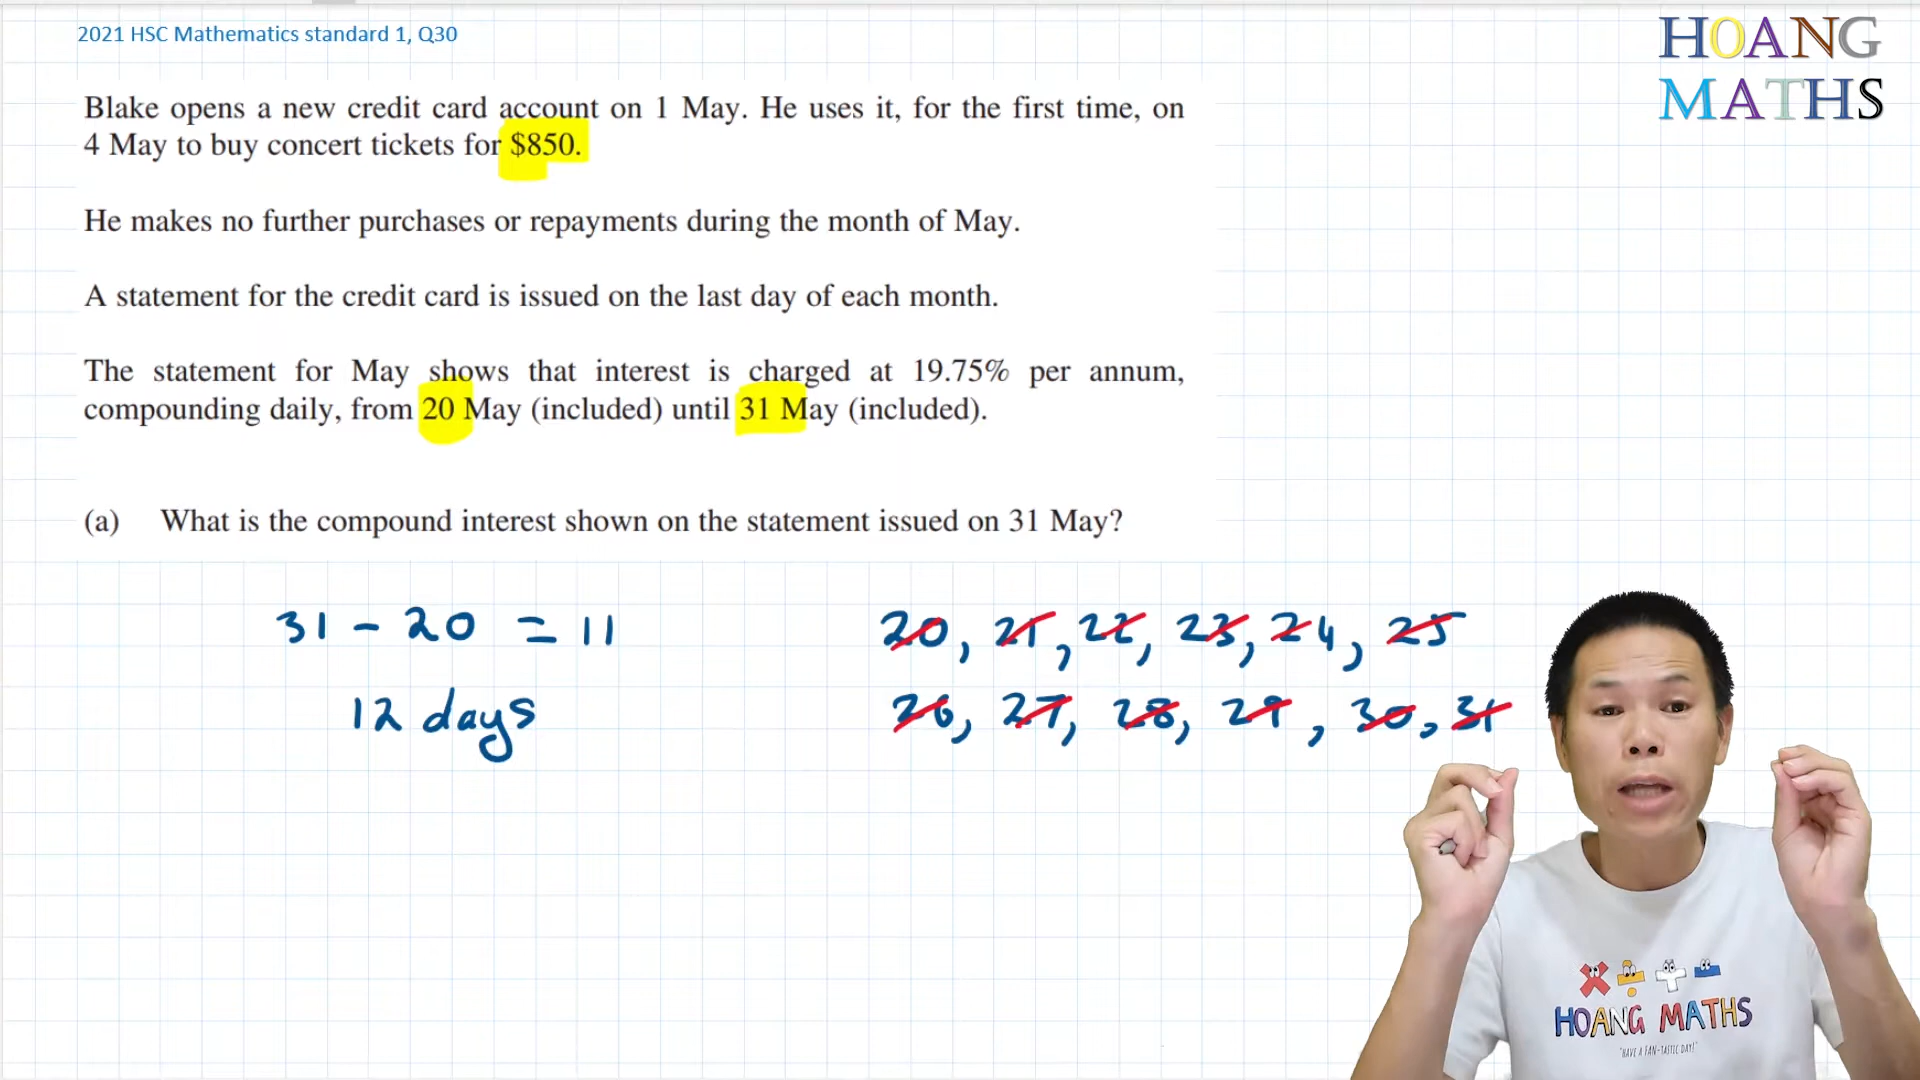 2021 HSC Mathematics standard 1, Q30
HOANG
MATHS
Blake opens a new credit card account on 1 May. He uses it, for the first time, on
4 May to buy concert tickets for $850.
He makes no further purchases or repayments during the month of May.
A statement for the credit card is issued on the last day of each month.
The statement for May shows that interest is charged at 19.75% per annum,
compounding daily, from 20 May (included) until 31 May (included).
(a) What is the compound interest shown on the statement issued on 31 May?
31 - 20 = 11
12 days
20, 21, 22, 23, 24, 25
26, 27, 28, 29, 30, 31
HOANG MATHS
"HAVE A FAN-TASTIC DAY!"